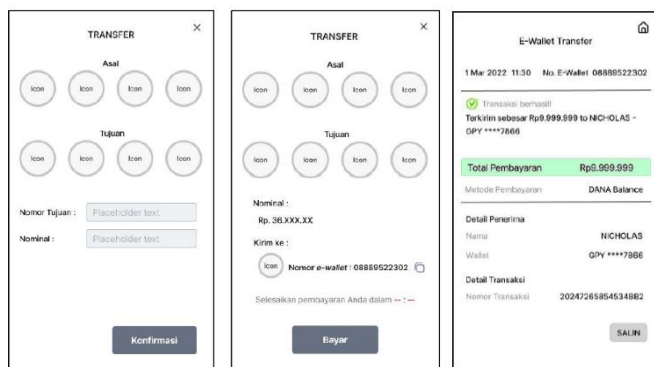 TRANSFER
Asal
Icon Icon Icon Icon
Tujuan
Icon Icon Icon Icon
Nomor Tujuan : Placeholder text
Nominal : Placeholder text
Konfirmasi
TRANSFER
Asal
Icon Icon Icon Icon
Tujuan
Icon Icon Icon Icon
Nominal :
Rp. 36.XXX.XX
Kirim ke :
Icon Nomor e-wallet : 08889522302
Selesaikan pembayaran Anda dalam -- : --
Bayar
E-Wallet Transfer
1 Mar 2022 11:30 No. E-Wallet 08889522302
Transaksi berhasil!
Terkirim sebesar Rp9.999.999 to NICHOLAS -
GPY ****7866
Total Pembayaran Rp9.999.999
Metode Pembayaran DANA Balance
Detail Penerima
Nama NICHOLAS
Wallet GPY ****7866
Detail Transaksi
Nomor Transaksi 20247265854534882
SALIN